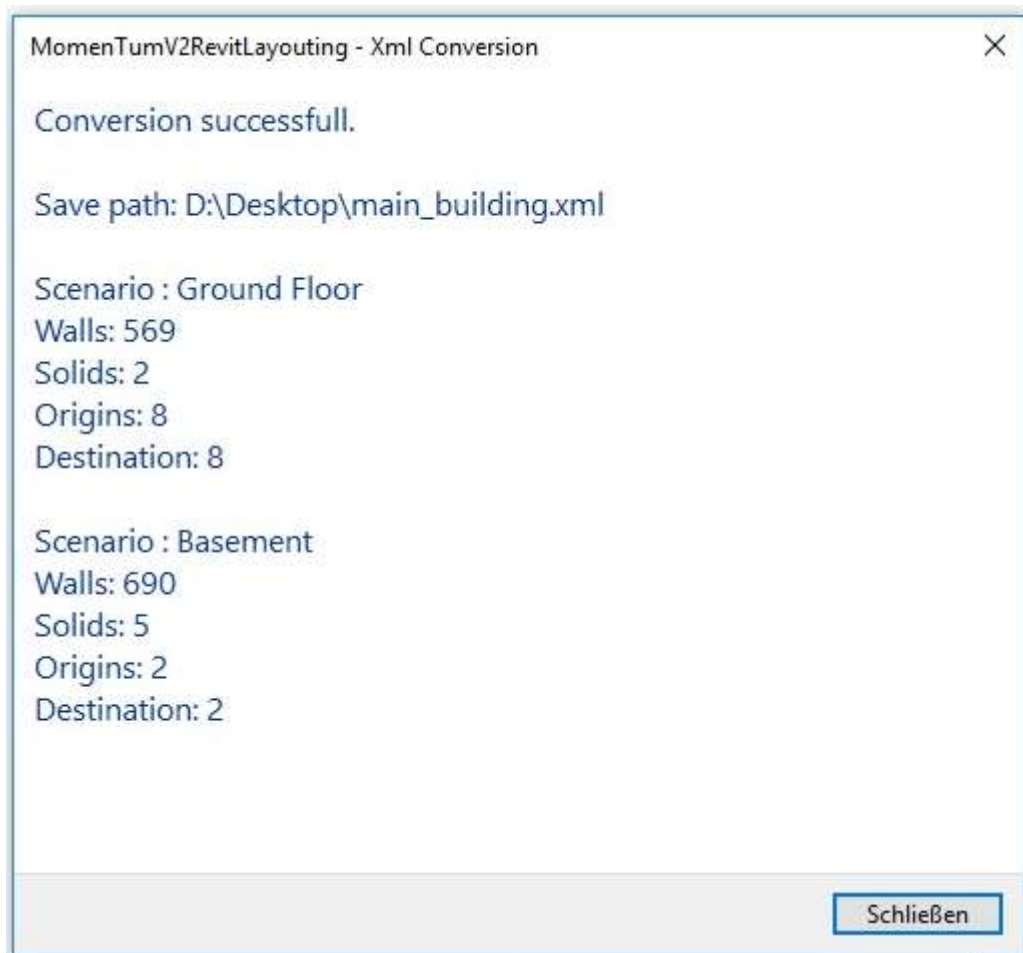 MomenTumV2RevitLayouting - Xml Conversion
Conversion successfull.
Save path: D:\Desktop\main_building.xml
Scenario : Ground Floor
Walls: 569
Solids: 2
Origins: 8
Destination: 8
Scenario : Basement
Walls: 690
Solids: 5
Origins: 2
Destination: 2
Schließen